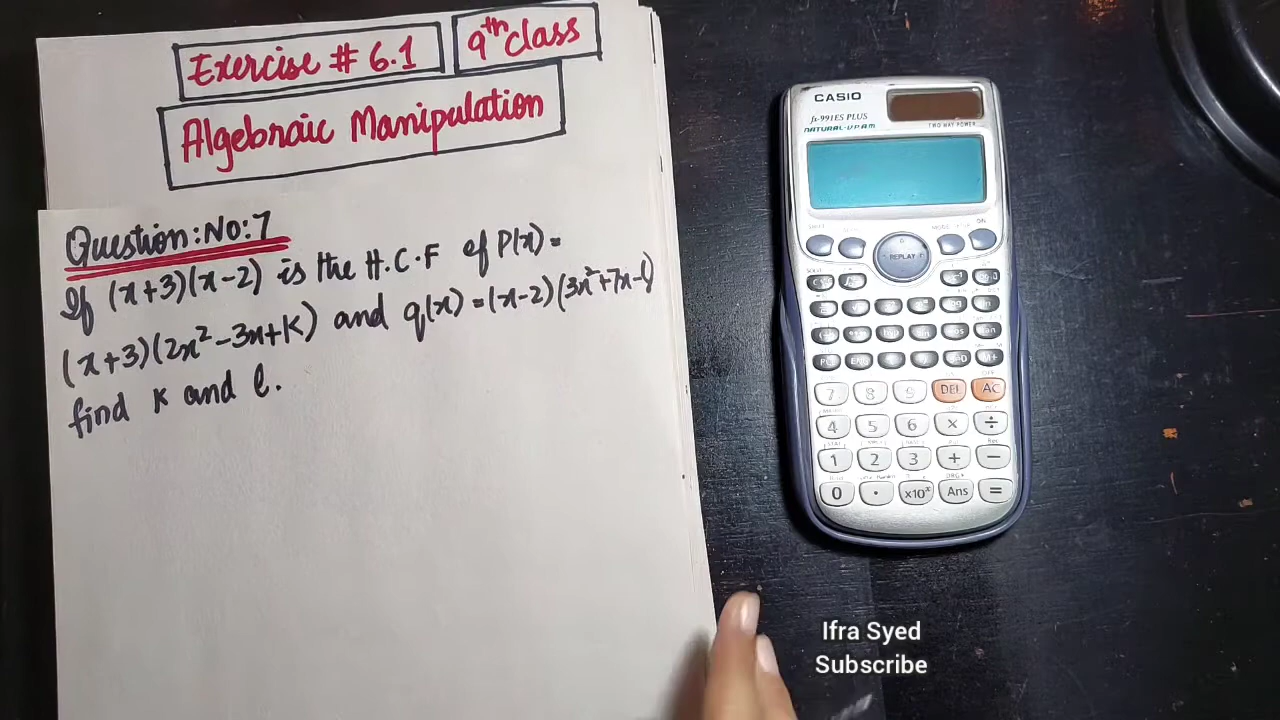 Exercise # 6.1
9th class
Algebraic Manipulation
Question:No:7
If (x+3)(x-2) is the H.C.F of P(x)=
(x+3)(2x²-3x+K) and q(x)=(x-2)(3x²+7x-l)
find K and l.
CASIO
fx-991ES PLUS
NATURAL-V.P.A.M.
TWO WAY POWER
SHIFT
ON
REPLAY
7 8 9 DEL AC
4 5 6 × ÷
1 2 3 + −
0 . ×10ˣ Ans =
Ifra Syed
Subscribe